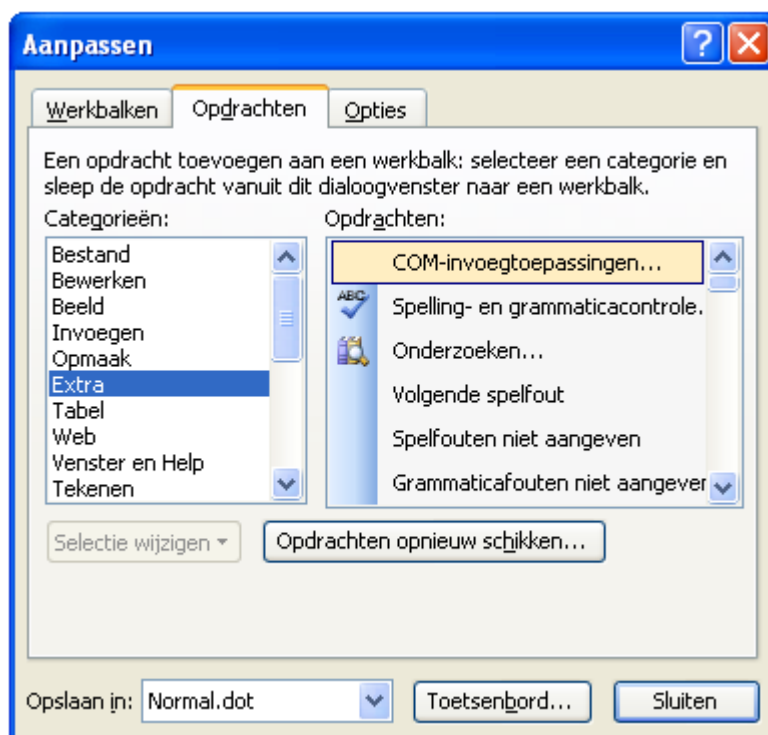 Aanpassen
Werkbalken Opdrachten Opties
Een opdracht toevoegen aan een werkbalk: selecteer een categorie en
sleep de opdracht vanuit dit dialoogvenster naar een werkbalk.
Categorieën: Opdrachten:
Bestand
Bewerken
Beeld
Invoegen
Opmaak
Extra
Tabel
Web
Venster en Help
Tekenen
COM-invoegtoepassingen...
ABC Spelling- en grammaticacontrole.
Onderzoeken...
Volgende spelfout
Spelfouten niet aangeven
Grammaticafouten niet aangever
Selectie wijzigen Opdrachten opnieuw schikken...
Opslaan in: Normal.dot Toetsenbord... Sluiten